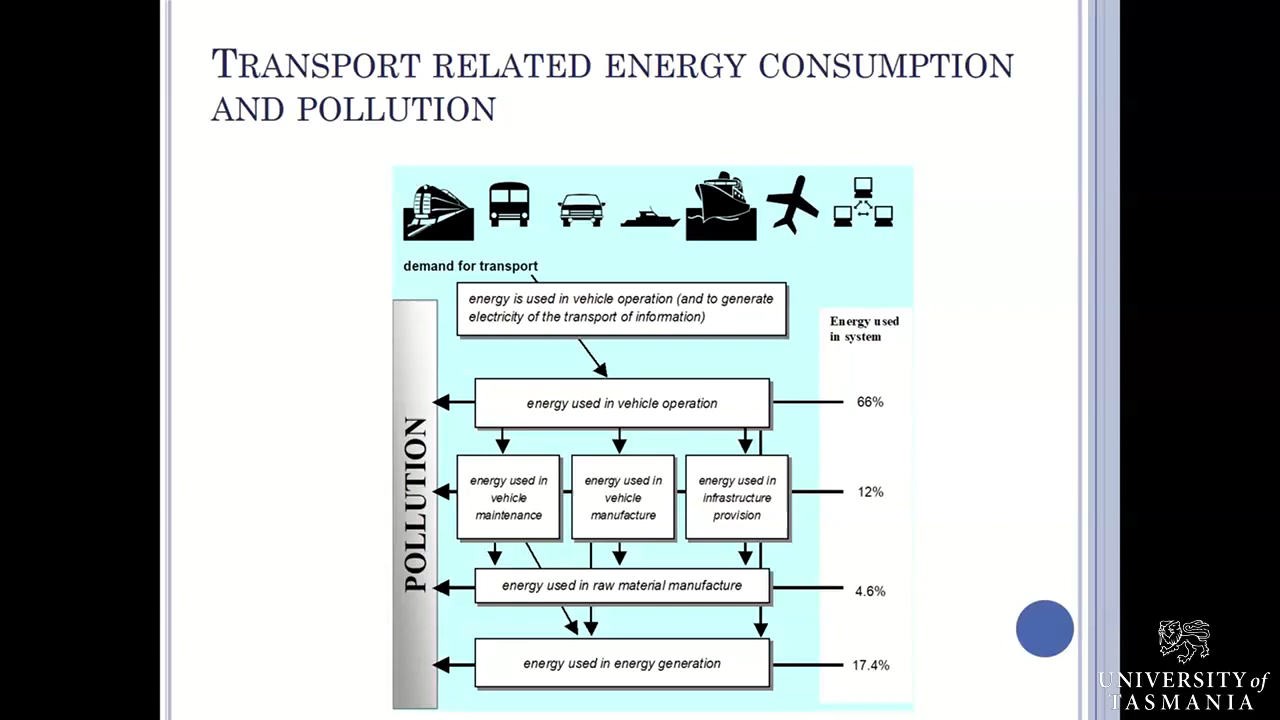 TRANSPORT RELATED ENERGY CONSUMPTION
AND POLLUTION
demand for transport
energy is used in vehicle operation (and to generate
electricity of the transport of information)
Energy used
in system
energy used in vehicle operation
66%
POLLUTION
energy used in
vehicle
maintenance
energy used in
vehicle
manufacture
energy used in
infrastructure
provision
12%
energy used in raw material manufacture
4.6%
energy used in energy generation
17.4%
UNIVERSITY of
TASMANIA